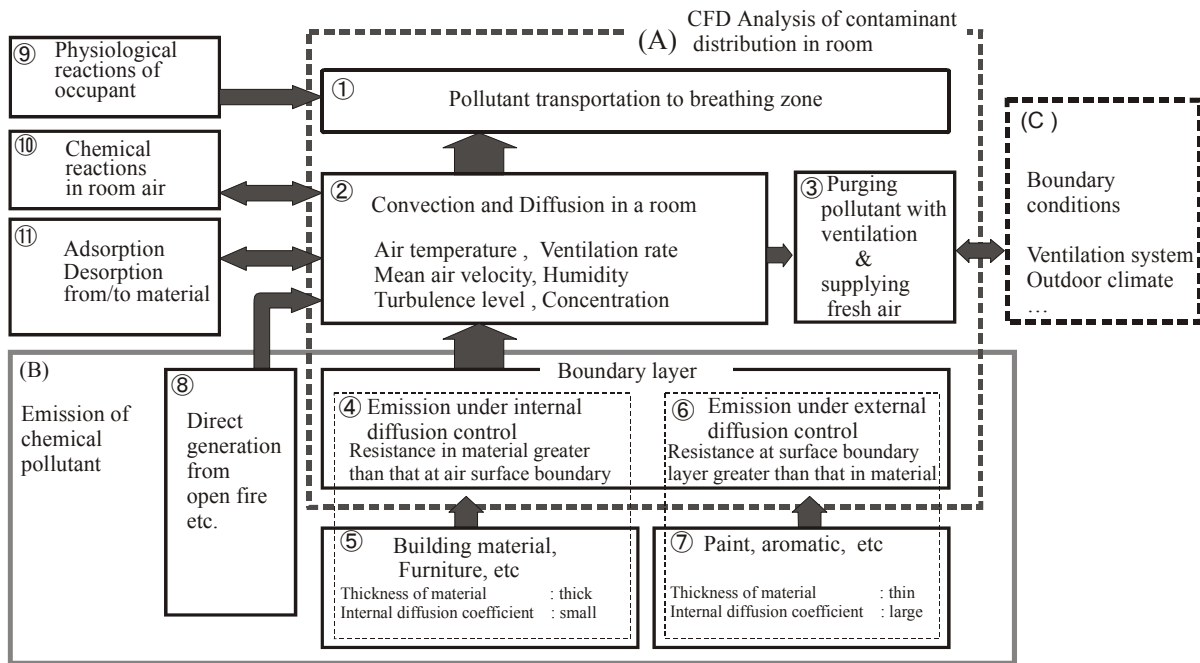 CFD Analysis of contaminant
(A) distribution in room
⑨ Physiological
reactions of
occupant
① Pollutant transportation to breathing zone
⑩ Chemical
reactions
in room air
② Convection and Diffusion in a room
Air temperature , Ventilation rate
Mean air velocity, Humidity
Turbulence level , Concentration
③ Purging
pollutant with
ventilation
&
supplying
fresh air
(C )
Boundary
conditions
Ventilation system
Outdoor climate
…
⑪ Adsorption
Desorption
from/to material
(B)
Emission of
chemical
pollutant
⑧
Direct
generation
from
open fire
etc.
Boundary layer
④ Emission under internal
diffusion control
Resistance in material greater
than that at air surface boundary
⑥ Emission under external
diffusion control
Resistance at surface boundary
layer greater than that in material
⑤ Building material,
Furniture, etc
Thickness of material : thick
Internal diffusion coefficient : small
⑦ Paint, aromatic, etc
Thickness of material : thin
Internal diffusion coefficient : large